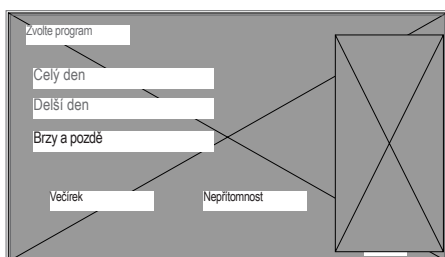 Zvolte program
Celý den
Delší den
Brzy a pozdě
Večírek
Nepřítomnost